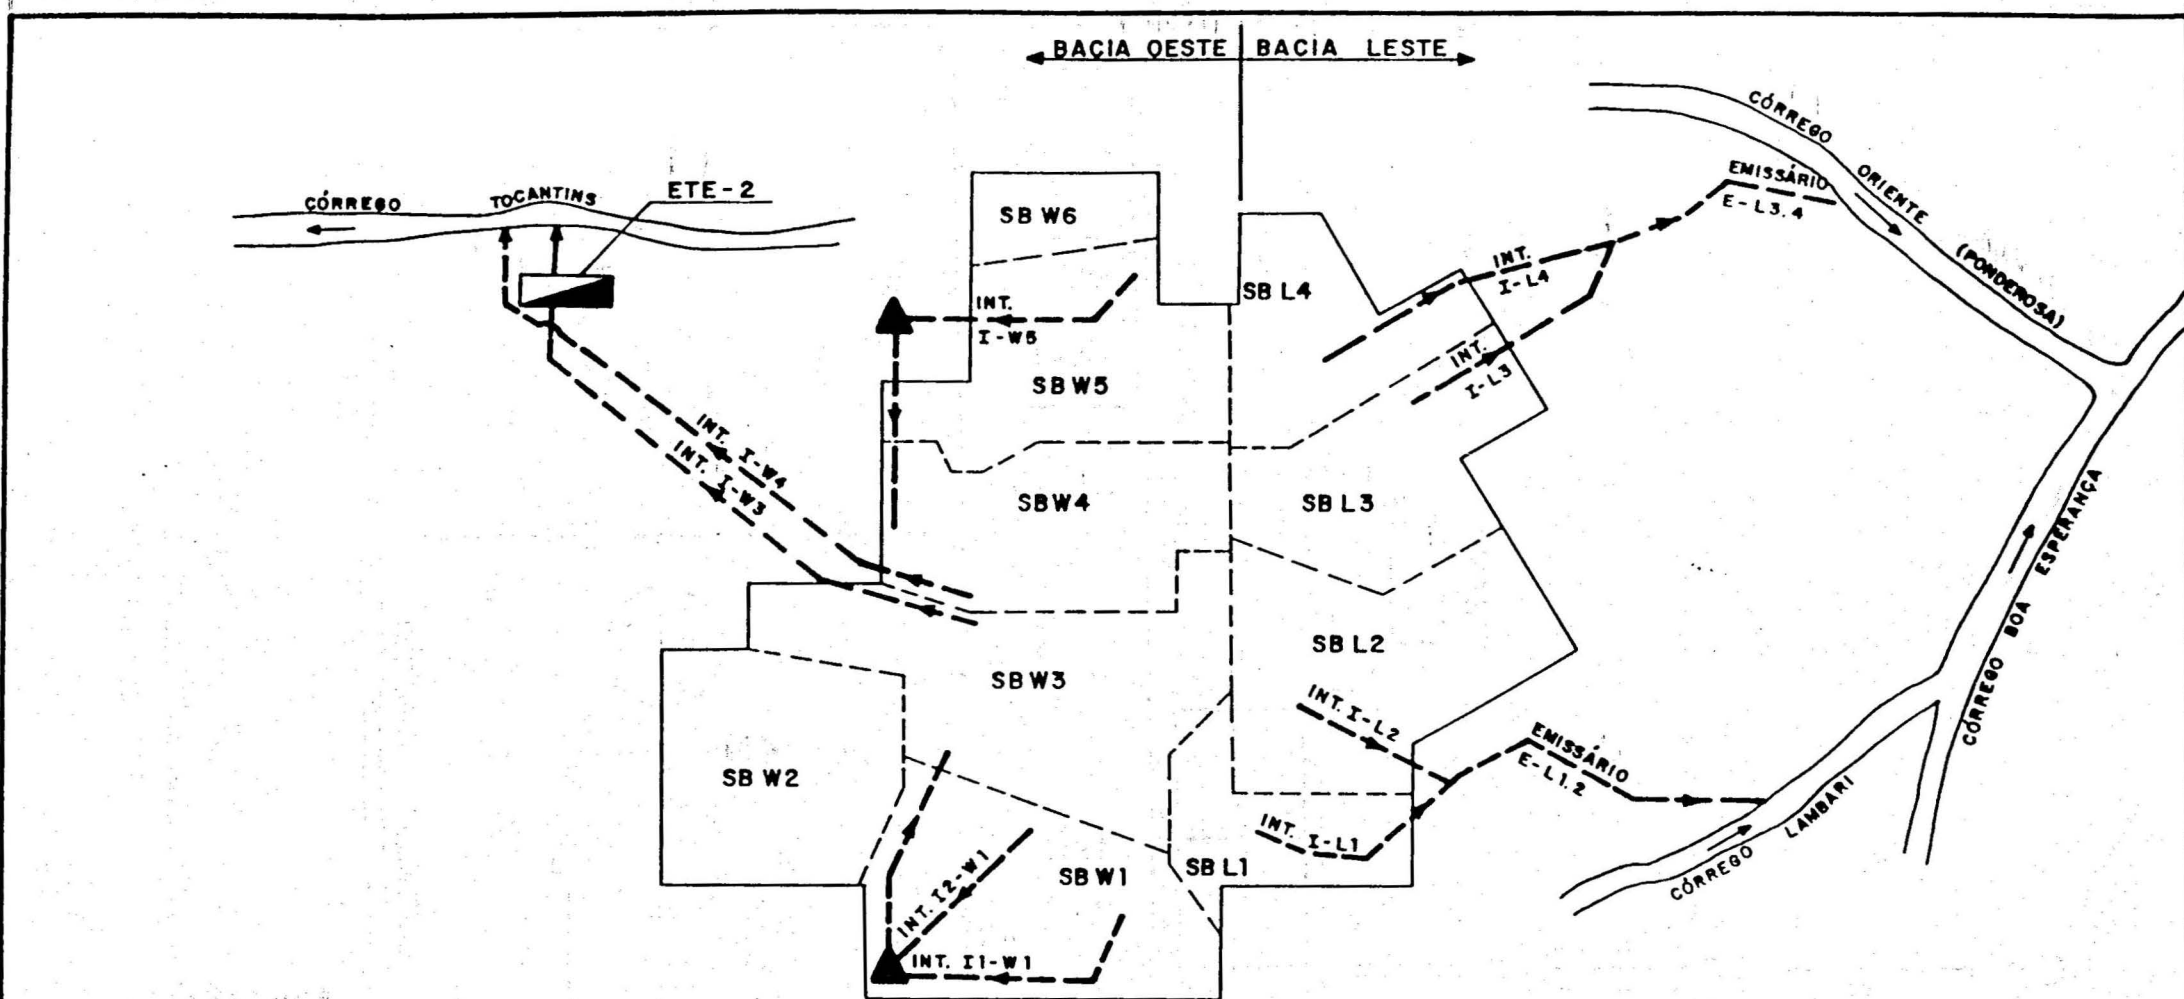 BACIA OESTE
BACIA LESTE
CÓRREGO TOCANTINS
ETE-2
CÓRREGO ORIENTE (PONDEROSA)
EMISSÁRIO
E-L3.4
SB W6
SB L4
INT.
I-L4
INT.
I-W5
INT.
I-L3
SB W5
INT. I-W4
INT. I-W3
SBW4
SB L3
CÓRREGO BOA ESPERANÇA
SB L2
SB W3
INT. I-L2
EMISSÁRIO
E-L1.2
SB W2
INT. I-L1
CÓRREGO LAMBARI
SB W1
SB L1
INT. I2-W1
INT. I1-W1